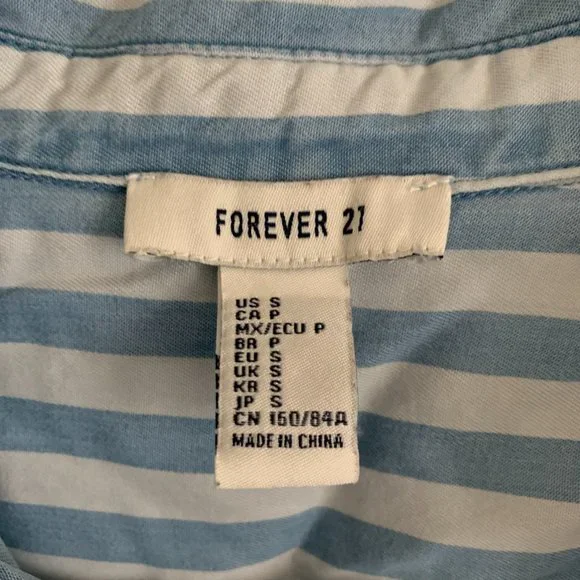 FOREVER 21
US S
CA P
MX/ECU P
BR P
EU S
UK S
KR S
JP S
CN 160/84A
MADE IN CHINA